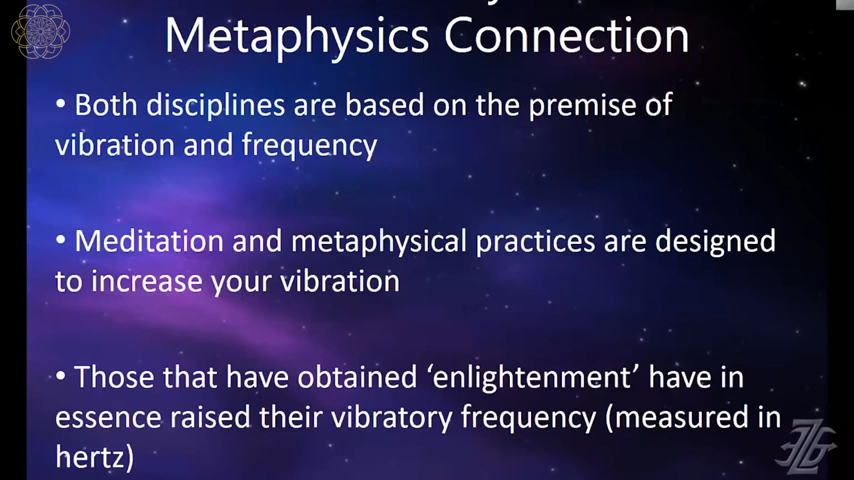 Metaphysics Connection
• Both disciplines are based on the premise of
vibration and frequency
• Meditation and metaphysical practices are designed
to increase your vibration
• Those that have obtained ‘enlightenment’ have in
essence raised their vibratory frequency (measured in
hertz)